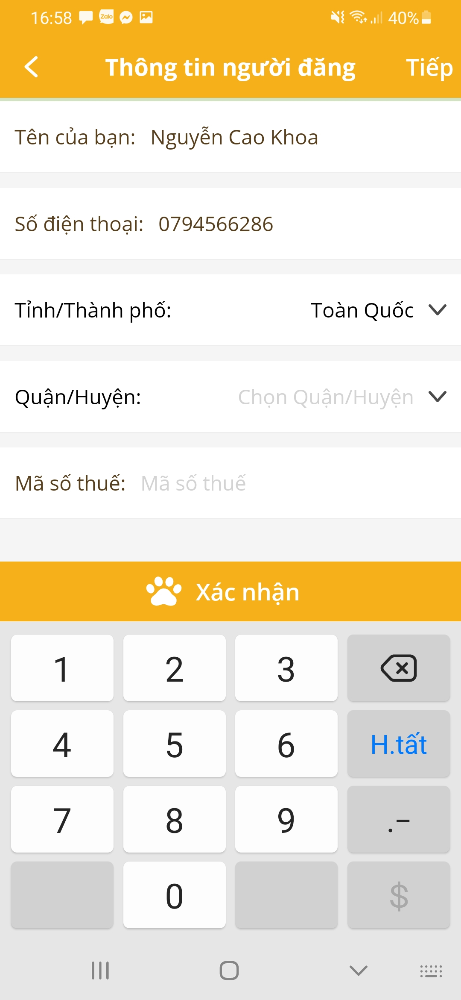 16:58 Zalo 40%
Thông tin người đăng Tiếp
Tên của bạn: Nguyễn Cao Khoa
Số điện thoại: 0794566286
Tỉnh/Thành phố: Toàn Quốc
Quận/Huyện: Chọn Quận/Huyện
Mã số thuế: Mã số thuế
Xác nhận
1 2 3
4 5 6 H.tất
7 8 9 .-
0 $